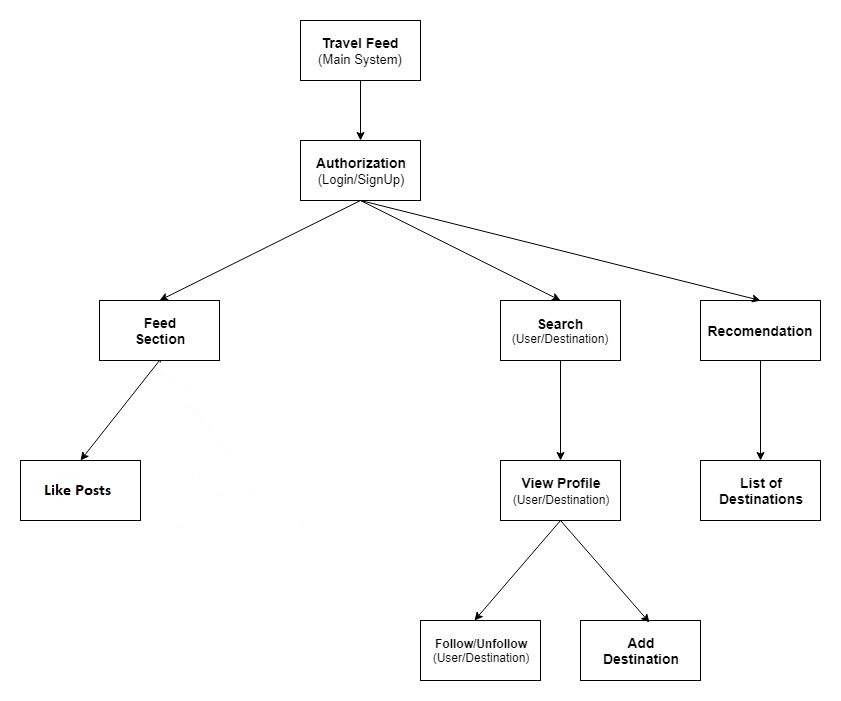 Travel Feed
(Main System)
Authorization
(Login/SignUp)
Feed
Section
Search
(User/Destination)
Recomendation
Like Posts
View Profile
(User/Destination)
List of
Destinations
Follow/Unfollow
(User/Destination)
Add
Destination